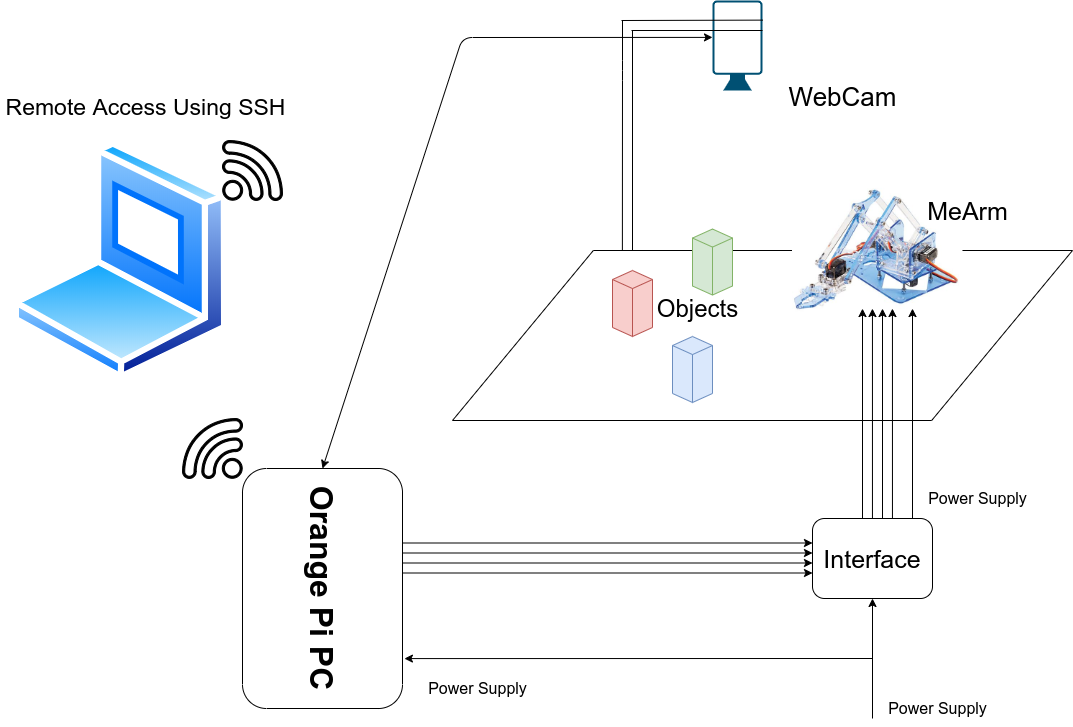 WebCam
Remote Access Using SSH
MeArm
Objects
Power Supply
Orange Pi PC
Interface
Power Supply
Power Supply